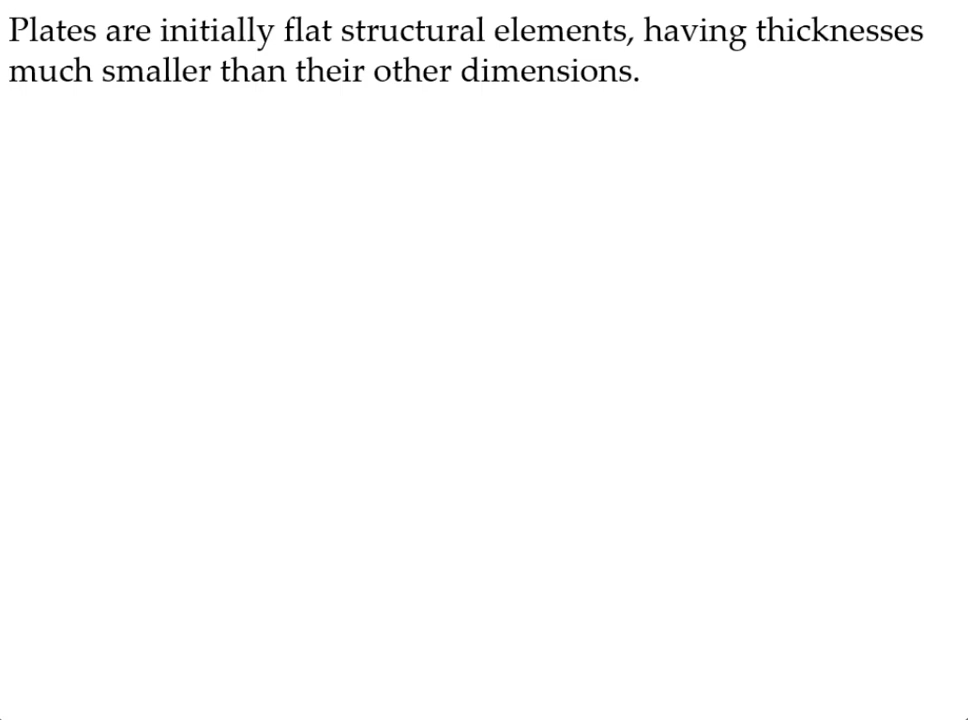 Plates are initially flat structural elements, having thicknesses
much smaller than their other dimensions.